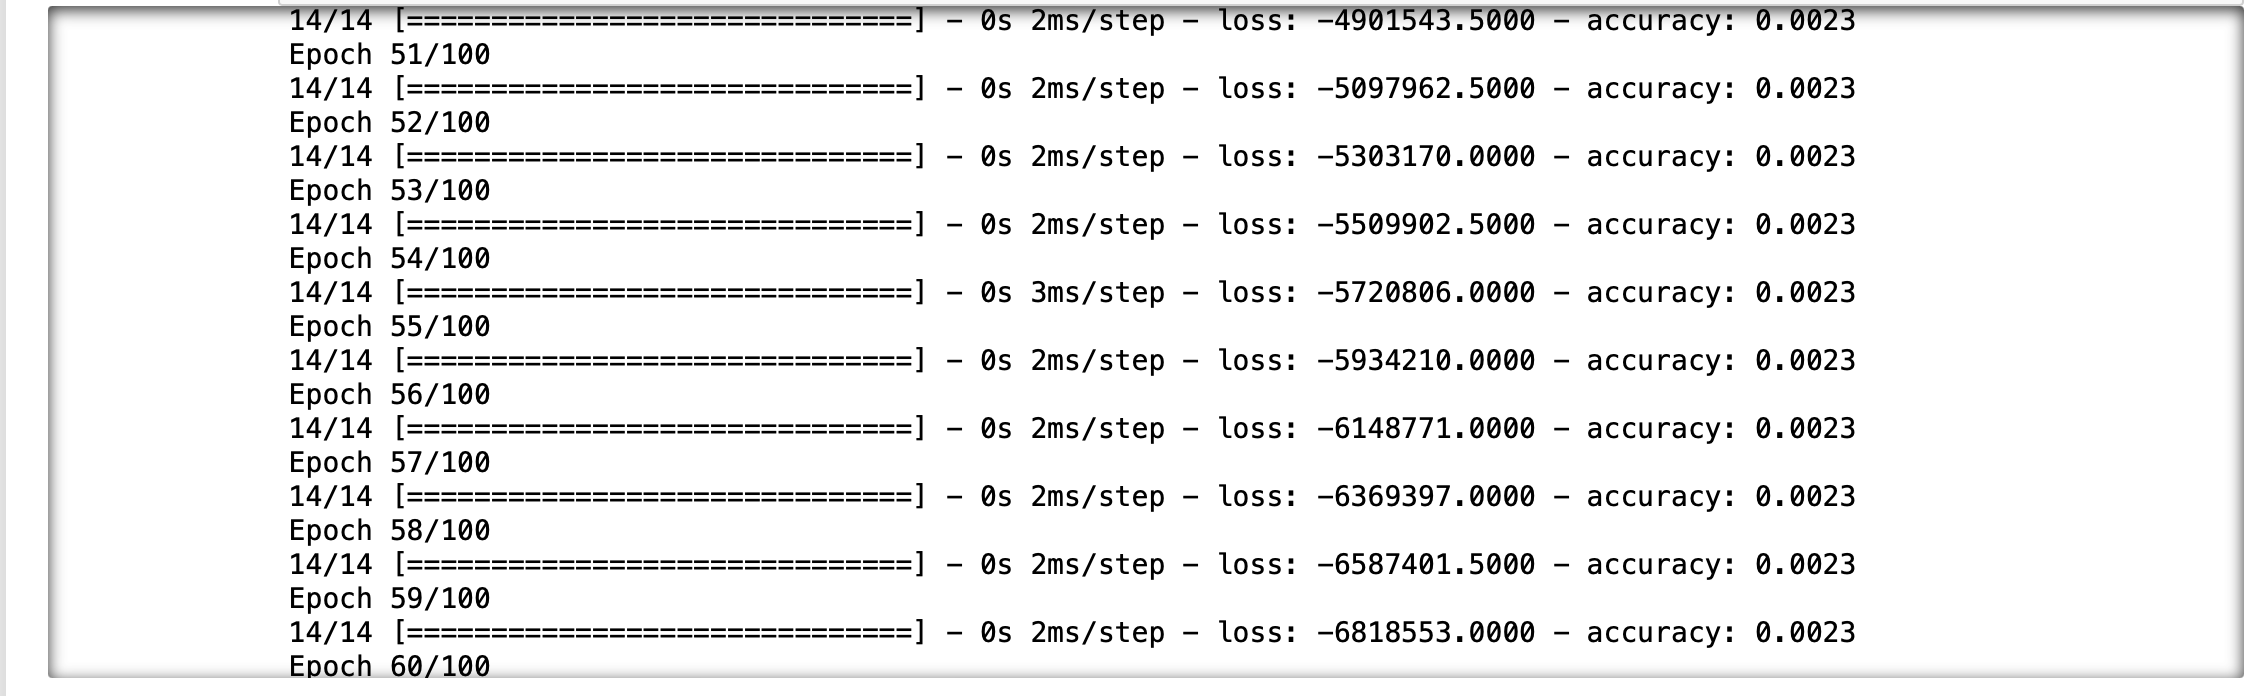 14/14 [==============================] - 0s 2ms/step - loss: -4901543.5000 - accuracy: 0.0023
Epoch 51/100
14/14 [==============================] - 0s 2ms/step - loss: -5097962.5000 - accuracy: 0.0023
Epoch 52/100
14/14 [==============================] - 0s 2ms/step - loss: -5303170.0000 - accuracy: 0.0023
Epoch 53/100
14/14 [==============================] - 0s 2ms/step - loss: -5509902.5000 - accuracy: 0.0023
Epoch 54/100
14/14 [==============================] - 0s 3ms/step - loss: -5720806.0000 - accuracy: 0.0023
Epoch 55/100
14/14 [==============================] - 0s 2ms/step - loss: -5934210.0000 - accuracy: 0.0023
Epoch 56/100
14/14 [==============================] - 0s 2ms/step - loss: -6148771.0000 - accuracy: 0.0023
Epoch 57/100
14/14 [==============================] - 0s 2ms/step - loss: -6369397.0000 - accuracy: 0.0023
Epoch 58/100
14/14 [==============================] - 0s 2ms/step - loss: -6587401.5000 - accuracy: 0.0023
Epoch 59/100
14/14 [==============================] - 0s 2ms/step - loss: -6818553.0000 - accuracy: 0.0023
Epoch 60/100